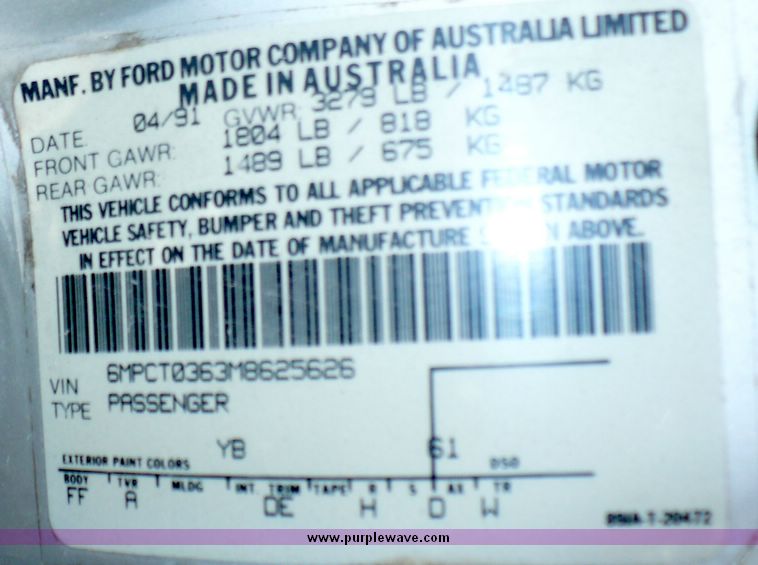 MANF. BY FORD MOTOR COMPANY OF AUSTRALIA LIMITED
MADE IN AUSTRALIA
DATE: 04/91 GVWR: 3279 LB / 1487 KG
FRONT GAWR: 1804 LB / 818 KG
REAR GAWR: 1489 LB / 675 KG
THIS VEHICLE CONFORMS TO ALL APPLICABLE FEDERAL MOTOR
VEHICLE SAFETY, BUMPER AND THEFT PREVENTION STANDARDS
IN EFFECT ON THE DATE OF MANUFACTURE SHOWN ABOVE.
VIN 6MPCT0363M8625626
TYPE PASSENGER
YB 61
EXTERIOR PAINT COLORS DSO
BODY TVR MLDG INT. TRIM TAPE R S AX TR
FF A DE H D W
www.purplewave.com